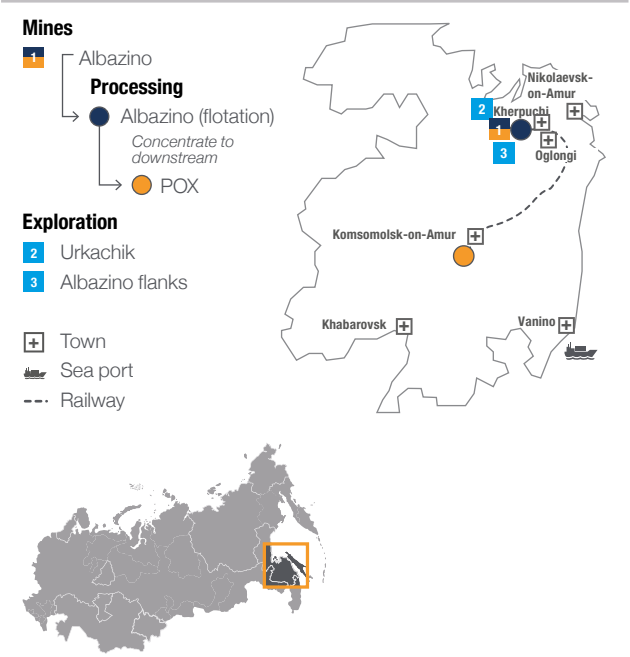 Mines
1 Albazino
Processing
Albazino (flotation)
Concentrate to
downstream
POX
Exploration
2 Urkachik
3 Albazino flanks
Town
Sea port
Railway
Nikolaevsk-
on-Amur
2 Kherpuchi
1
3
Oglongi
Komsomolsk-on-Amur
Khabarovsk
Vanino